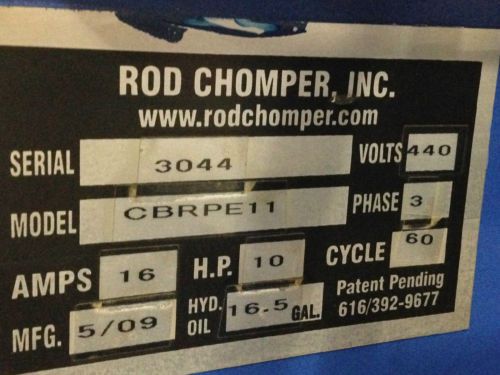 ROD CHOMPER, INC.
www.rodchomper.com
SERIAL 3044 VOLTS 440
MODEL CBRPE11 PHASE 3
AMPS 16 H.P. 10 CYCLE 60
MFG. 5/09 HYD. OIL 16.5 GAL. Patent Pending
616/392-9677